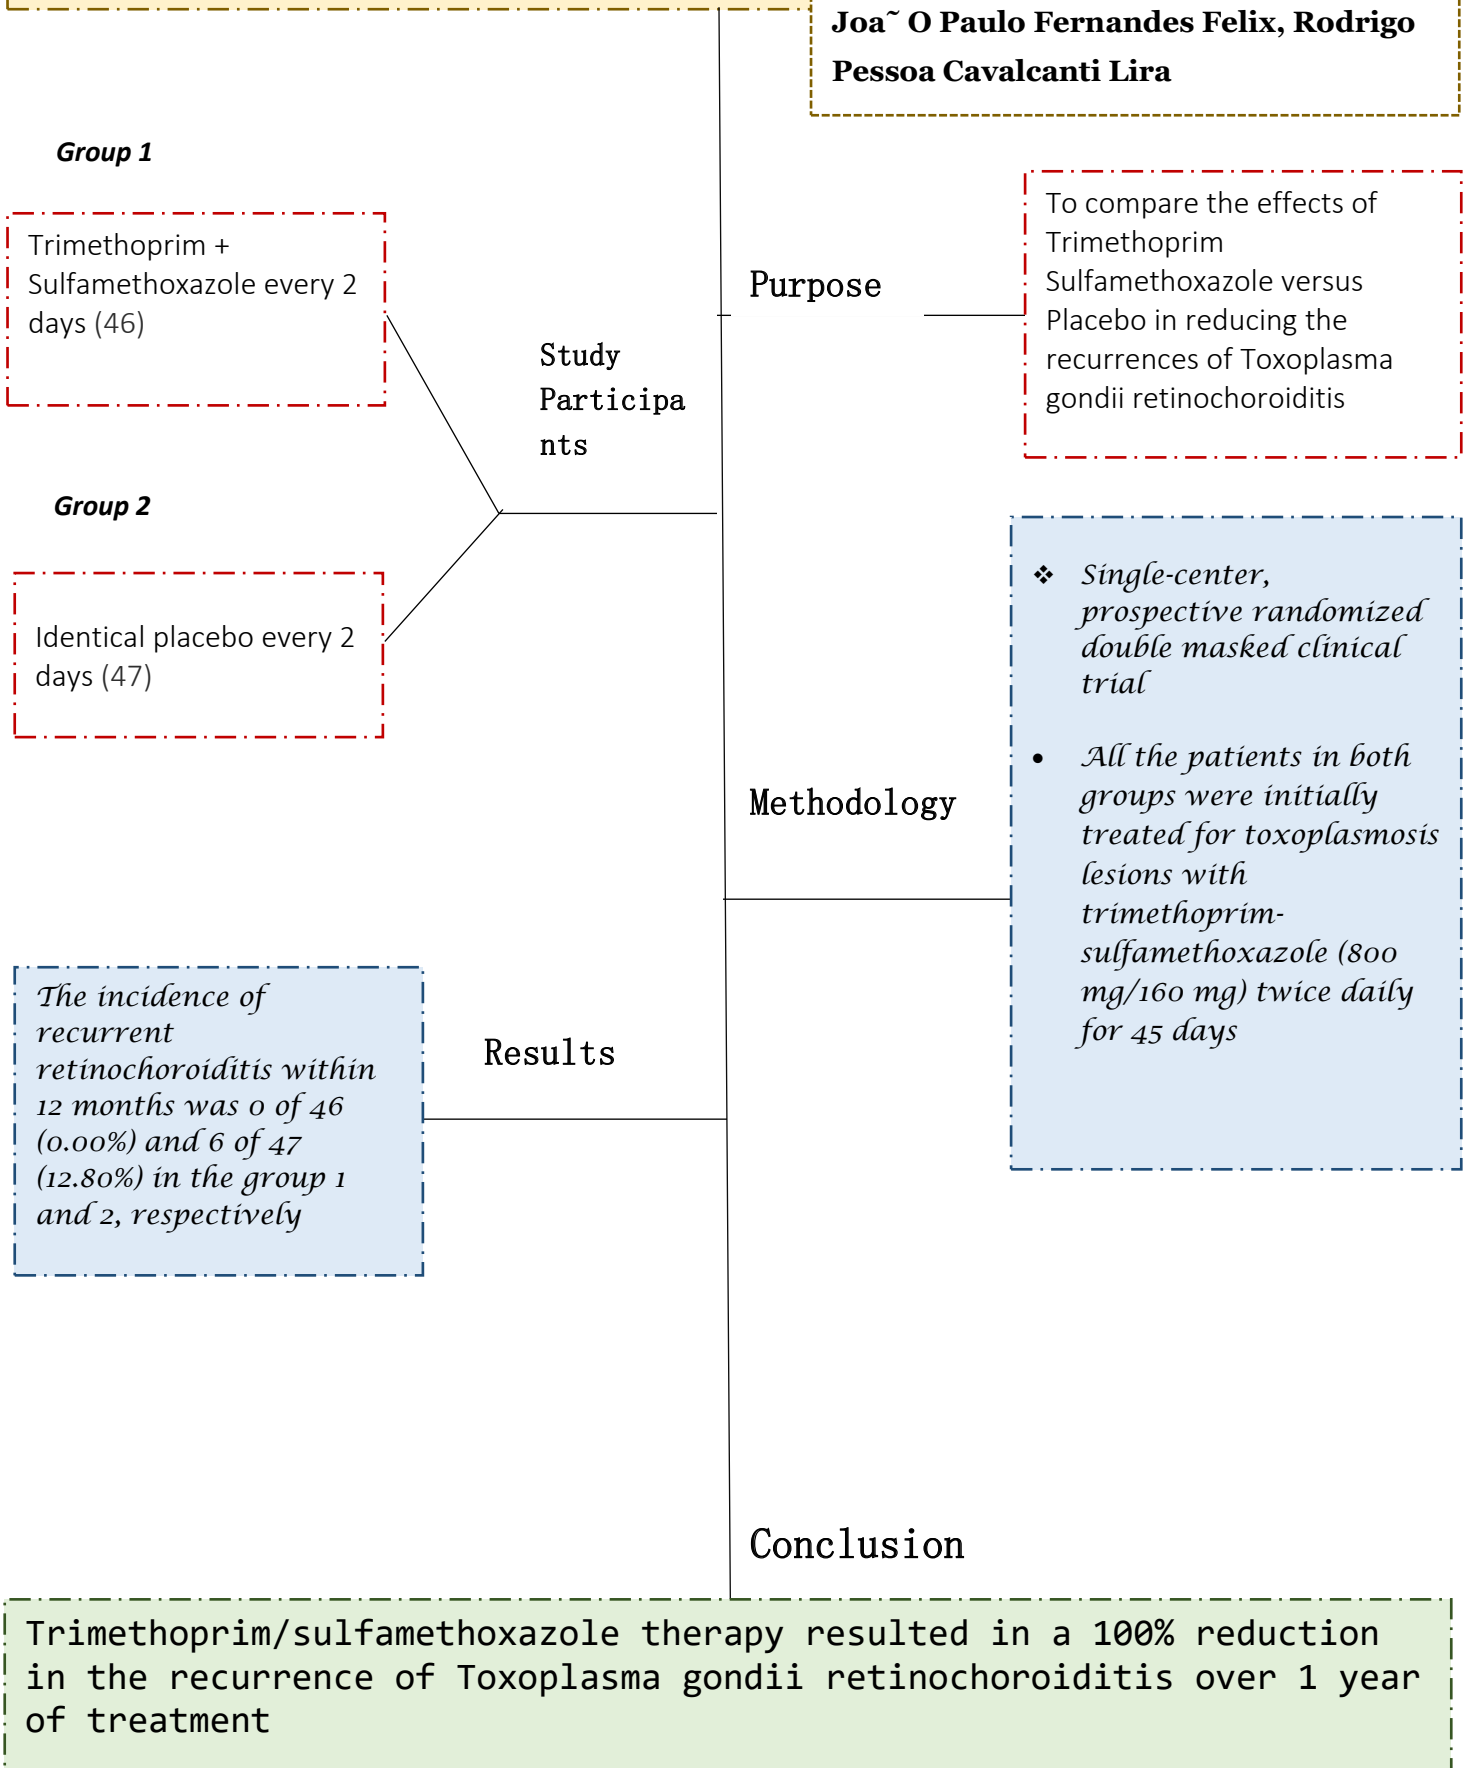 Joa˜ O Paulo Fernandes Felix, Rodrigo
Pessoa Cavalcanti Lira
Group 1
Trimethoprim +
Sulfamethoxazole every 2
days (46)
Study
Participa
nts
Group 2
Identical placebo every 2
days (47)
Purpose
To compare the effects of
Trimethoprim
Sulfamethoxazole versus
Placebo in reducing the
recurrences of Toxoplasma
gondii retinochoroiditis
Methodology
❖ Single-center,
prospective randomized
double masked clinical
trial
• All the patients in both
groups were initially
treated for toxoplasmosis
lesions with
trimethoprim-
sulfamethoxazole (800
mg/160 mg) twice daily
for 45 days
Results
The incidence of
recurrent
retinochoroiditis within
12 months was 0 of 46
(0.00%) and 6 of 47
(12.80%) in the group 1
and 2, respectively
Conclusion
Trimethoprim/sulfamethoxazole therapy resulted in a 100% reduction
in the recurrence of Toxoplasma gondii retinochoroiditis over 1 year
of treatment